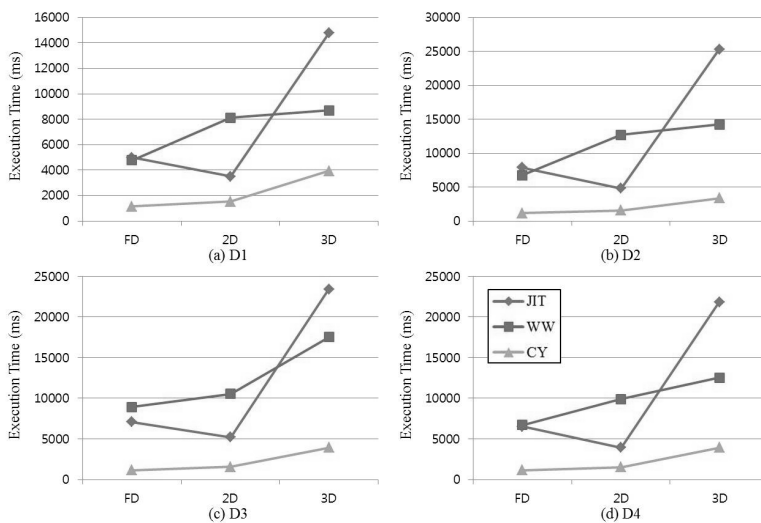 Execution Time (ms)
16000
14000
12000
10000
8000
6000
4000
2000
0
FD
2D
3D
(a) D1
Execution Time (ms)
30000
25000
20000
15000
10000
5000
0
FD
2D
3D
(b) D2
Execution Time (ms)
25000
20000
15000
10000
5000
0
FD
2D
3D
(c) D3
Execution Time (ms)
25000
20000
15000
10000
5000
0
JIT
WW
CY
FD
2D
3D
(d) D4